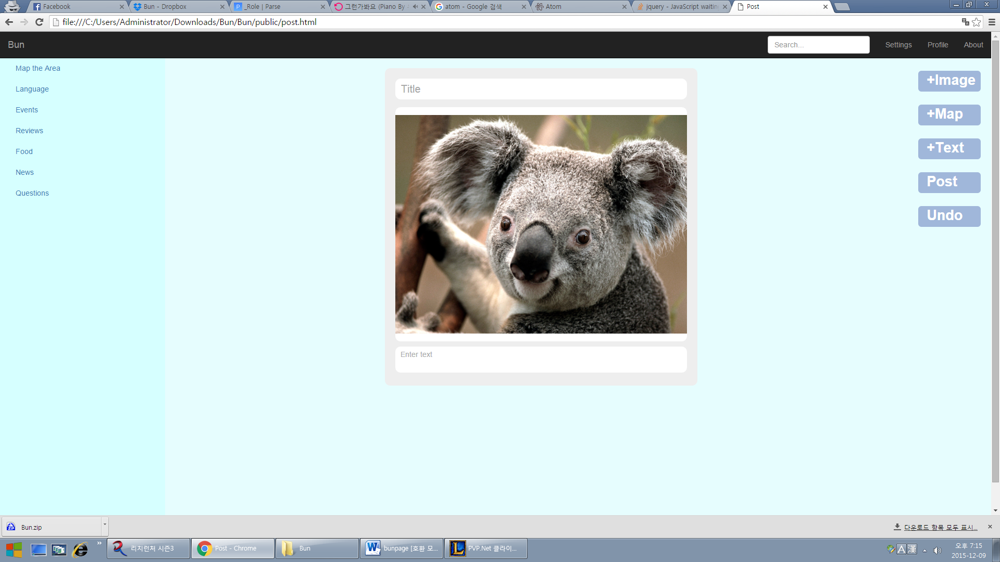 Facebook
Bun - Dropbox
_Role | Parse
그런가봐요 (Piano By
atom - Google 검색
Atom
jquery - JavaScript waiting
Post
file:///C:/Users/Administrator/Downloads/Bun/Bun/public/post.html
Bun
Search...
Settings
Profile
About
Map the Area
Language
Events
Reviews
Food
News
Questions
Title
Enter text
+Image
+Map
+Text
Post
Undo
Bun.zip
다운로드 항목 모두 표시...
리치런처 시즌3
Post - Chrome
Bun
bunpage [호환 모...
PVP.Net 클라이...
A 漢
오후 7:15
2015-12-09